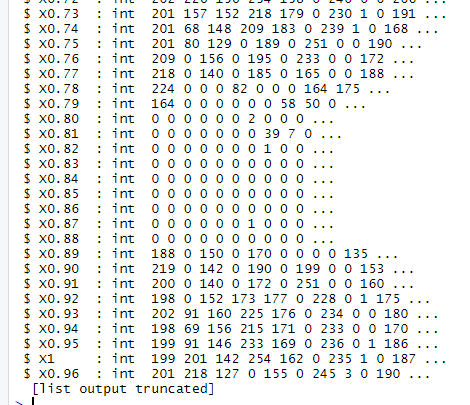 $ X0.73  : int  201 157 152 218 179 0 230 1 0 191 ...
$ X0.74  : int  201 68 148 209 183 0 239 1 0 168 ...
$ X0.75  : int  201 80 129 0 189 0 251 0 0 190 ...
$ X0.76  : int  209 0 156 0 195 0 233 0 0 172 ...
$ X0.77  : int  218 0 140 0 185 0 165 0 0 188 ...
$ X0.78  : int  224 0 0 0 82 0 0 0 164 175 ...
$ X0.79  : int  164 0 0 0 0 0 0 58 50 0 ...
$ X0.80  : int  0 0 0 0 0 0 2 0 0 0 ...
$ X0.81  : int  0 0 0 0 0 0 0 39 7 0 ...
$ X0.82  : int  0 0 0 0 0 0 0 1 0 0 ...
$ X0.83  : int  0 0 0 0 0 0 0 0 0 0 ...
$ X0.84  : int  0 0 0 0 0 0 0 0 0 0 ...
$ X0.85  : int  0 0 0 0 0 0 0 0 0 0 ...
$ X0.86  : int  0 0 0 0 0 0 0 0 0 0 ...
$ X0.87  : int  0 0 0 0 0 0 1 0 0 0 ...
$ X0.88  : int  0 0 0 0 0 0 0 0 0 0 ...
$ X0.89  : int  188 0 150 0 170 0 0 0 0 135 ...
$ X0.90  : int  219 0 142 0 190 0 199 0 0 153 ...
$ X0.91  : int  200 0 140 0 172 0 251 0 0 160 ...
$ X0.92  : int  198 0 152 173 177 0 228 0 1 175 ...
$ X0.93  : int  202 91 160 225 176 0 234 0 0 180 ...
$ X0.94  : int  198 69 156 215 171 0 233 0 0 170 ...
$ X0.95  : int  199 91 146 233 169 0 236 0 1 186 ...
$ X1     : int  199 201 142 254 162 0 235 1 0 187 ...
$ X0.96  : int  201 218 127 0 155 0 245 3 0 190 ...
[list output truncated]
>